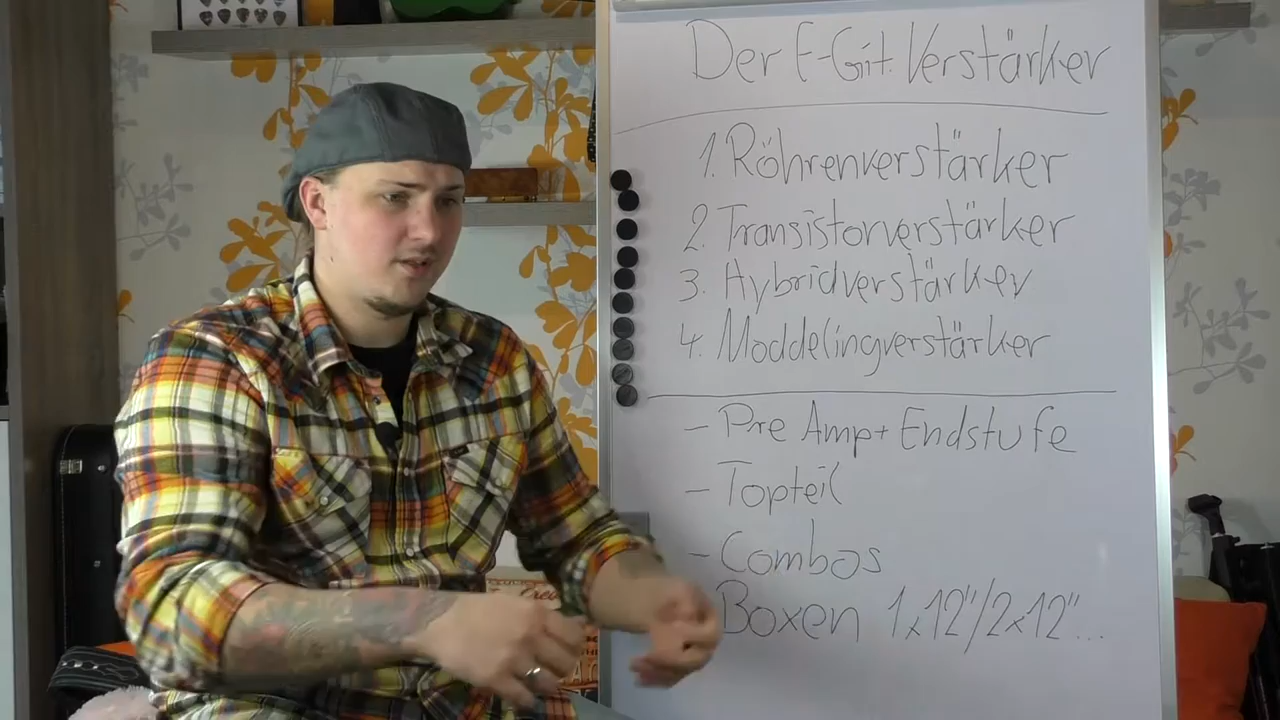 Der E-Git. Verstärker
1. Röhrenverstärker
2. Transistorverstärker
3. Hybridverstärker
4. Moddelingverstärker
- Pre Amp + Endstufe
- Topteil
- Combos
Boxen 1x12"/2x12"...